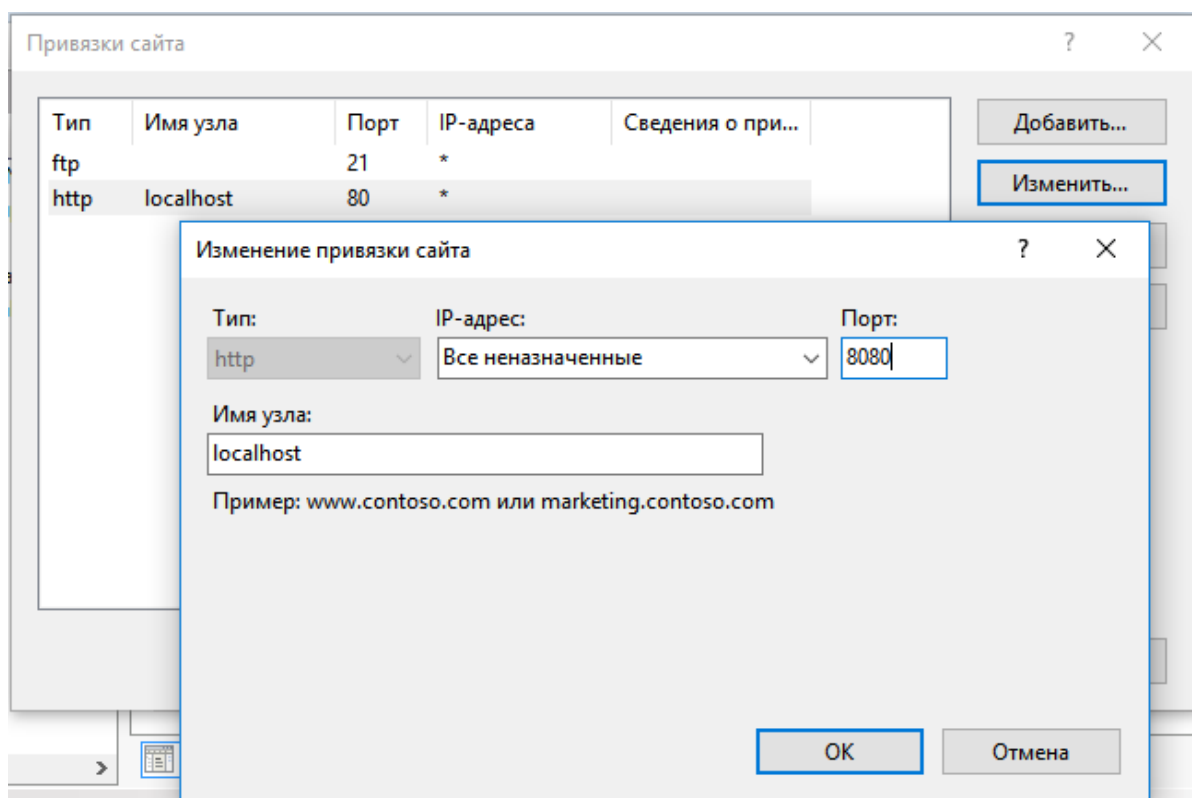 Привязки сайта ? ×
Тип Имя узла Порт IP-адреса Сведения о при... Добавить...
ftp 21 *
Изменить...
http localhost 80 *
Изменение привязки сайта ? ×
Тип: IP-адрес: Порт:
http Все неназначенные 8080
Имя узла:
localhost
Пример: www.contoso.com или marketing.contoso.com
OK Отмена